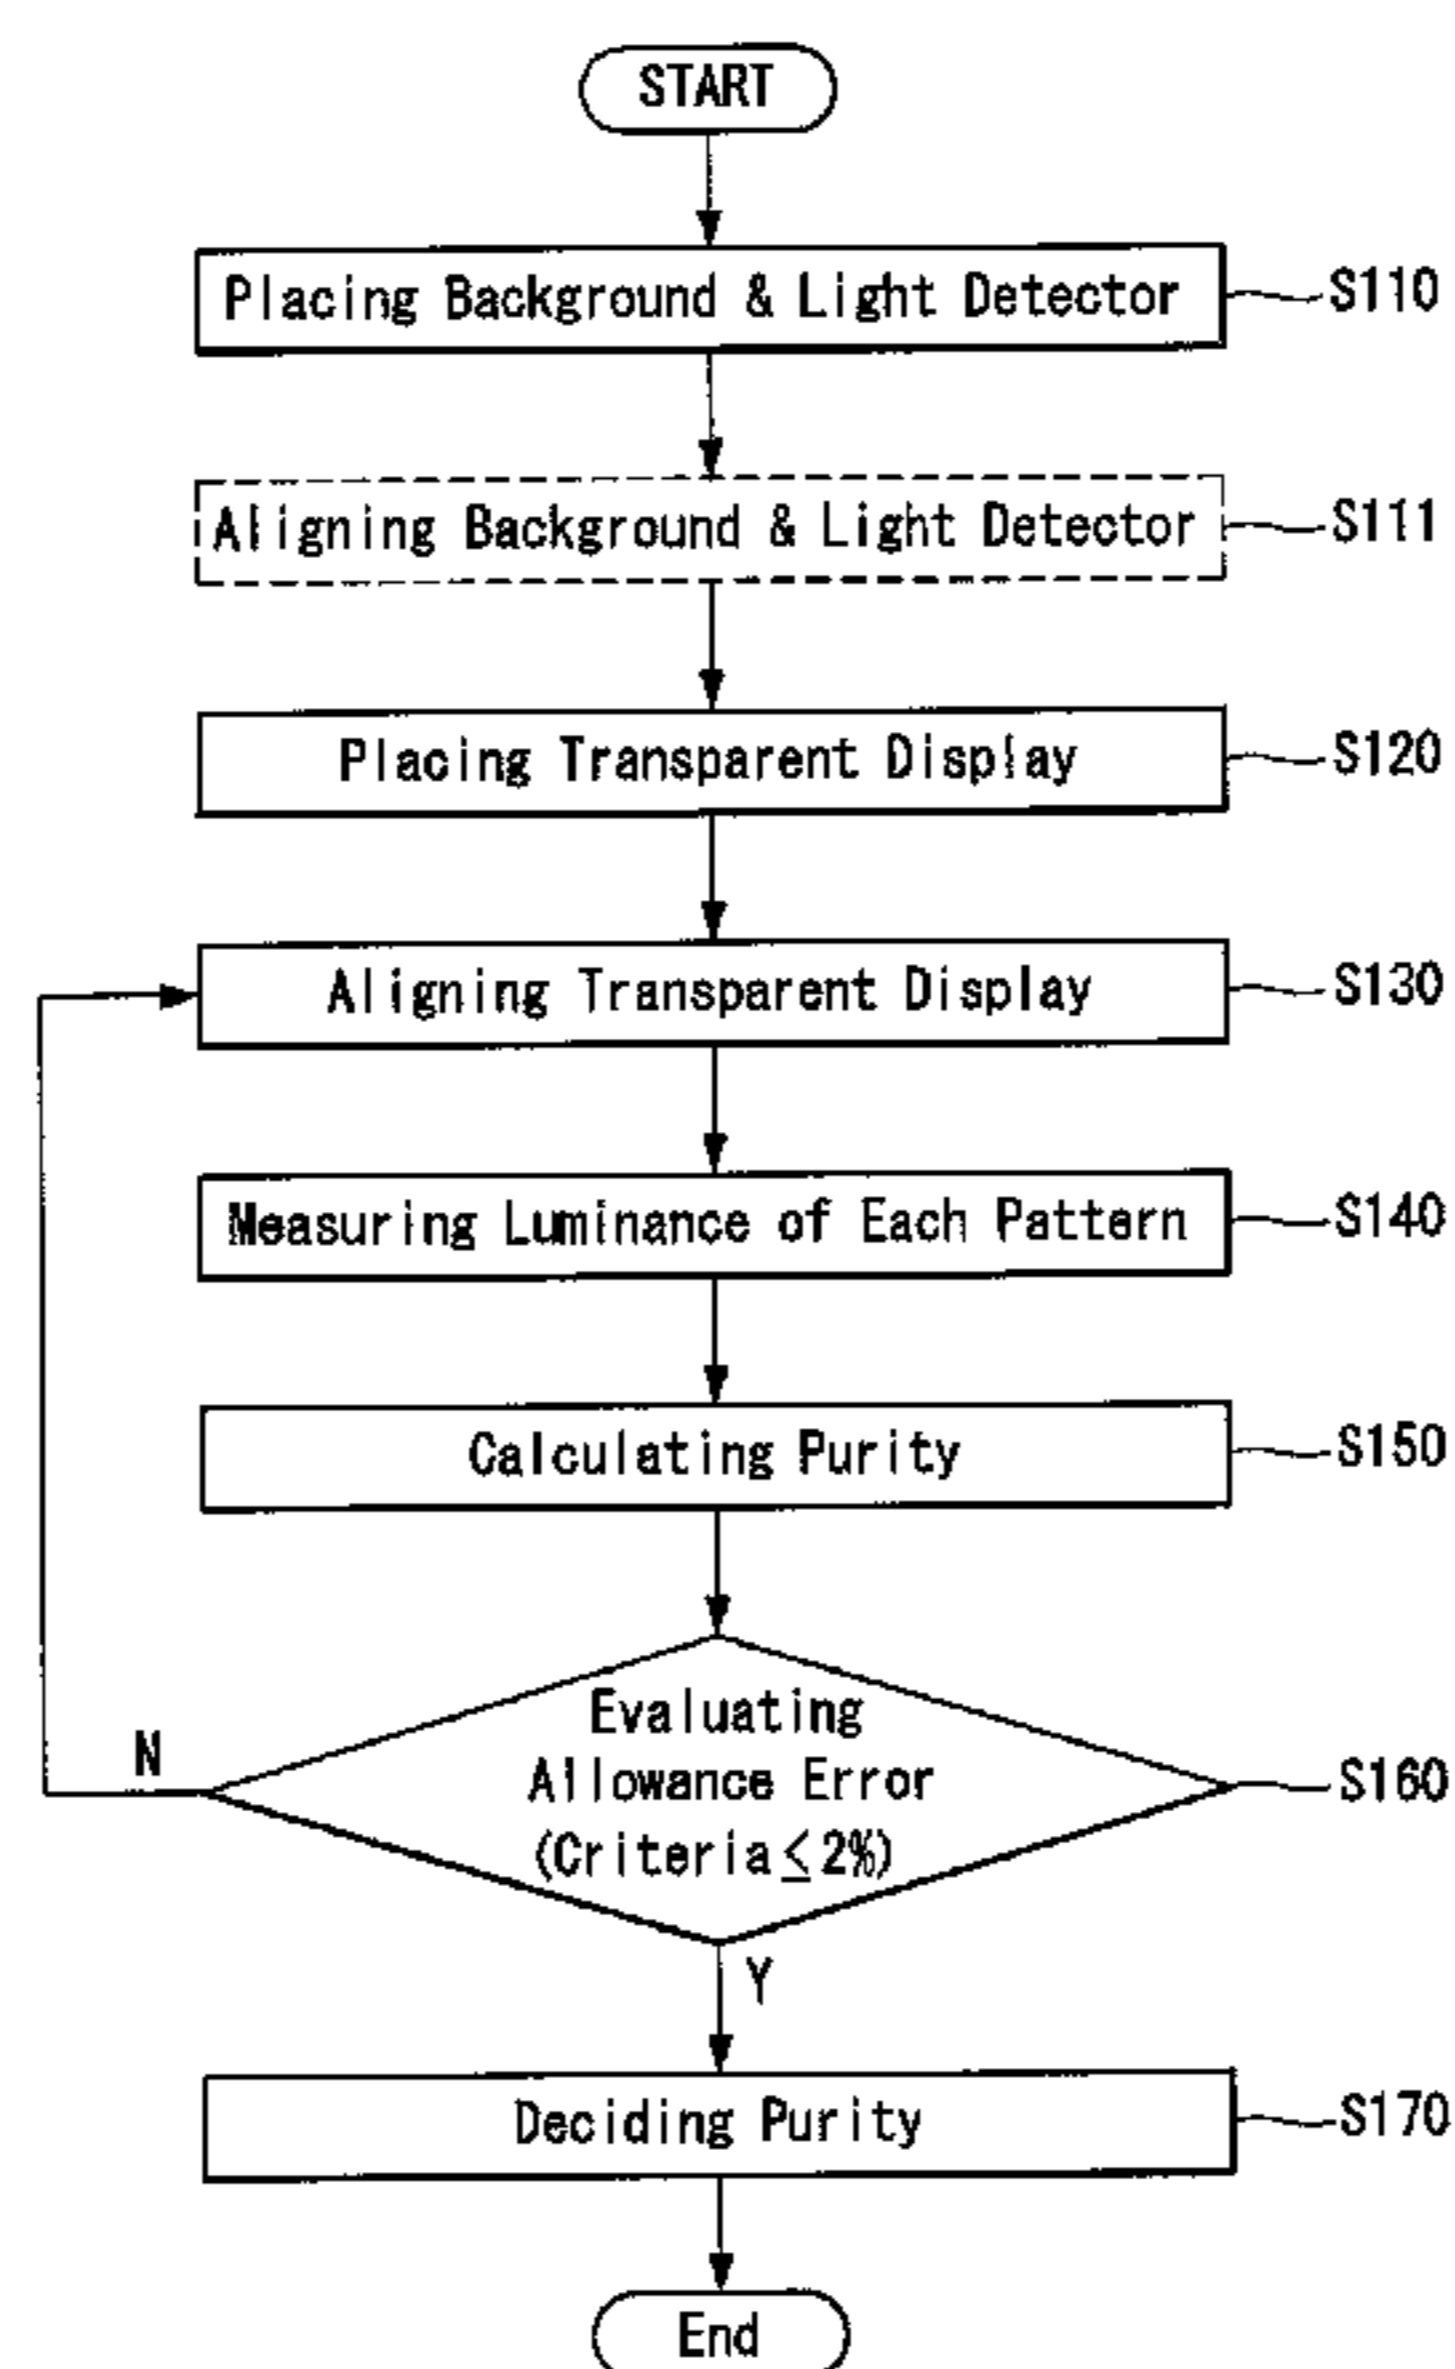 START
Placing Background & Light Detector
S110
Aligning Background & Light Detector
S111
Placing Transparent Display
S120
Aligning Transparent Display
S130
Measuring Luminance of Each Pattern
S140
Calculating Purity
S150
Evaluating
Allowance Error
(Criteria≤2%)
S160
N
Y
Deciding Purity
S170
End